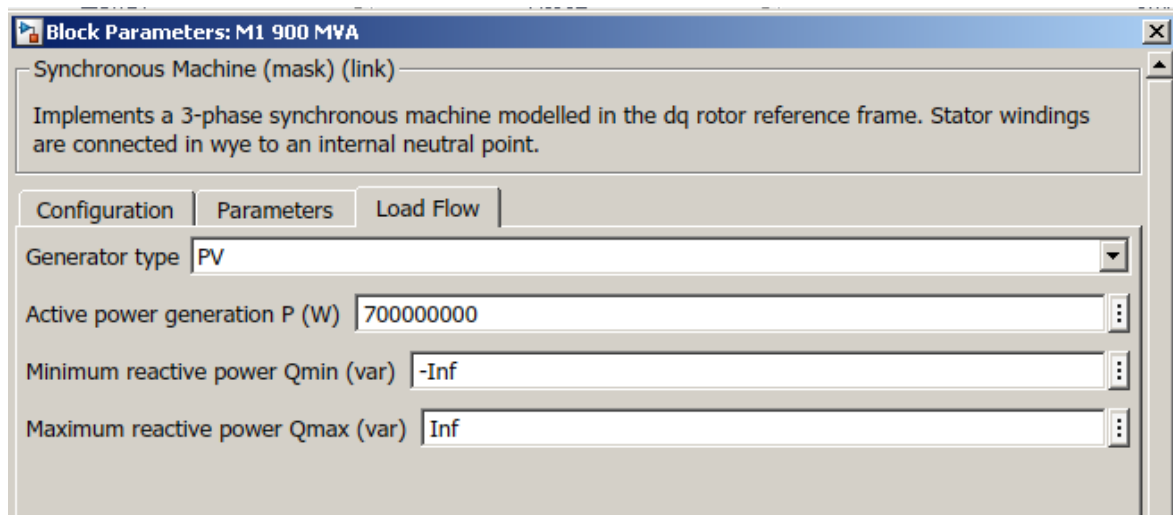 Block Parameters: M1 900 MVA
Synchronous Machine (mask) (link)
Implements a 3-phase synchronous machine modelled in the dq rotor reference frame. Stator windings
are connected in wye to an internal neutral point.
Configuration Parameters Load Flow
Generator type PV
Active power generation P (W) 700000000
Minimum reactive power Qmin (var) -Inf
Maximum reactive power Qmax (var) Inf